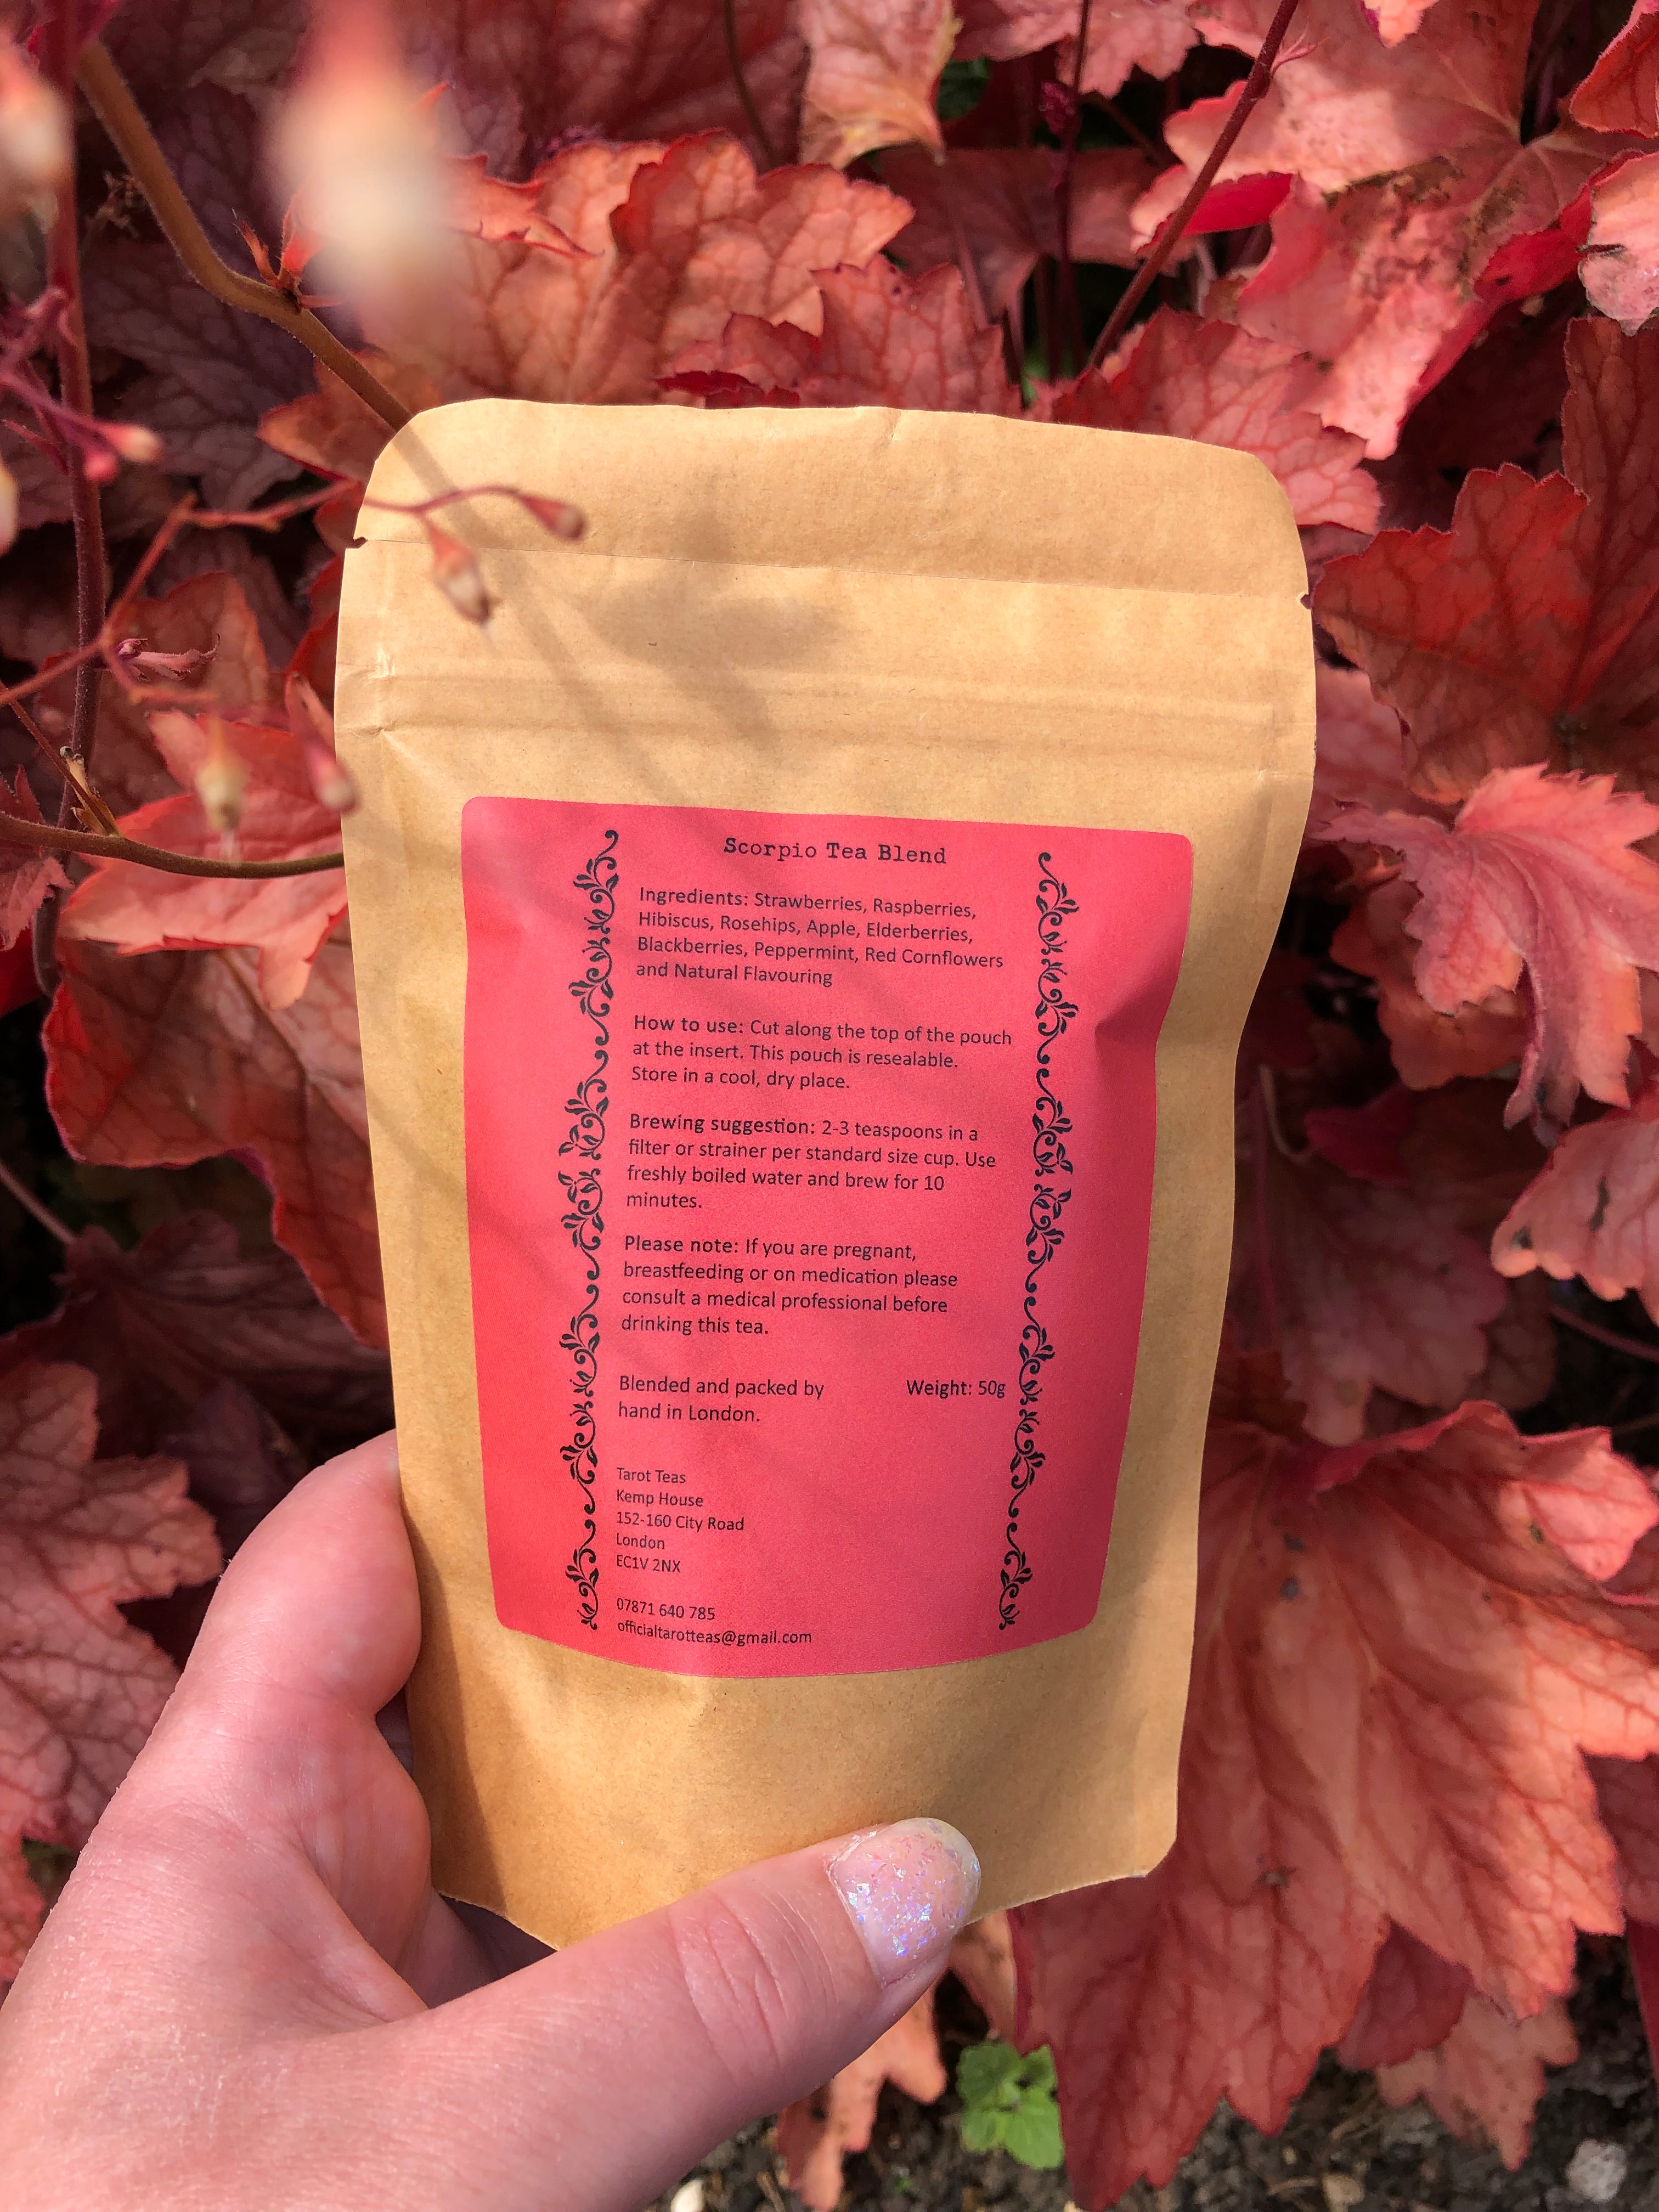 Scorpio Tea Blend
Ingredients: Strawberries, Raspberries,
Hibiscus, Rosehips, Apple, Elderberries,
Blackberries, Peppermint, Red Cornflowers
and Natural Flavouring
How to use: Cut along the top of the pouch
at the insert. This pouch is resealable.
Store in a cool, dry place.
Brewing suggestion: 2-3 teaspoons in a
filter or strainer per standard size cup. Use
freshly boiled water and brew for 10
minutes.
Please note: If you are pregnant,
breastfeeding or on medication please
consult a medical professional before
drinking this tea.
Blended and packed by
hand in London.
Weight: 50g
Tarot Teas
Kemp House
152-160 City Road
London
EC1V 2NX
07871 640 785
officialtarotteas@gmail.com